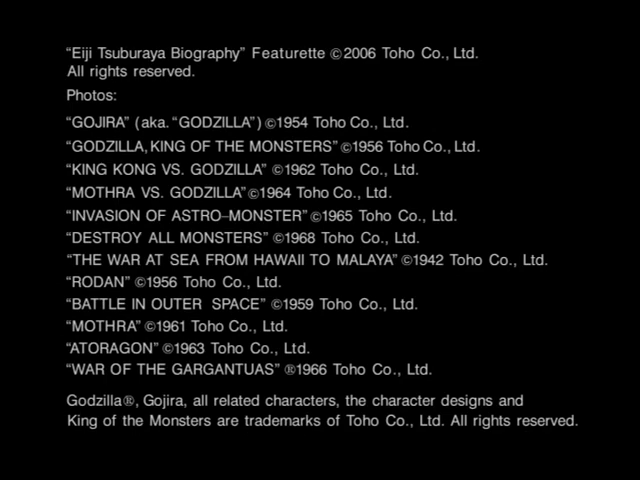 “Eiji Tsuburaya Biography” Featurette ©2006 Toho Co., Ltd.
All rights reserved.
Photos:
“GOJIRA” (aka. “GODZILLA”) ©1954 Toho Co., Ltd.
“GODZILLA, KING OF THE MONSTERS” ©1956 Toho Co., Ltd.
“KING KONG VS. GODZILLA” ©1962 Toho Co., Ltd.
“MOTHRA VS. GODZILLA” ©1964 Toho Co., Ltd.
“INVASION OF ASTRO–MONSTER” ©1965 Toho Co., Ltd.
“DESTROY ALL MONSTERS” ©1968 Toho Co., Ltd.
“THE WAR AT SEA FROM HAWAII TO MALAYA” ©1942 Toho Co., Ltd.
“RODAN” ©1956 Toho Co., Ltd.
“BATTLE IN OUTER SPACE” ©1959 Toho Co., Ltd.
“MOTHRA” ©1961 Toho Co., Ltd.
“ATORAGON” ©1963 Toho Co., Ltd.
“WAR OF THE GARGANTUAS” ®1966 Toho Co., Ltd.
Godzilla®, Gojira, all related characters, the character designs and
King of the Monsters are trademarks of Toho Co., Ltd. All rights reserved.